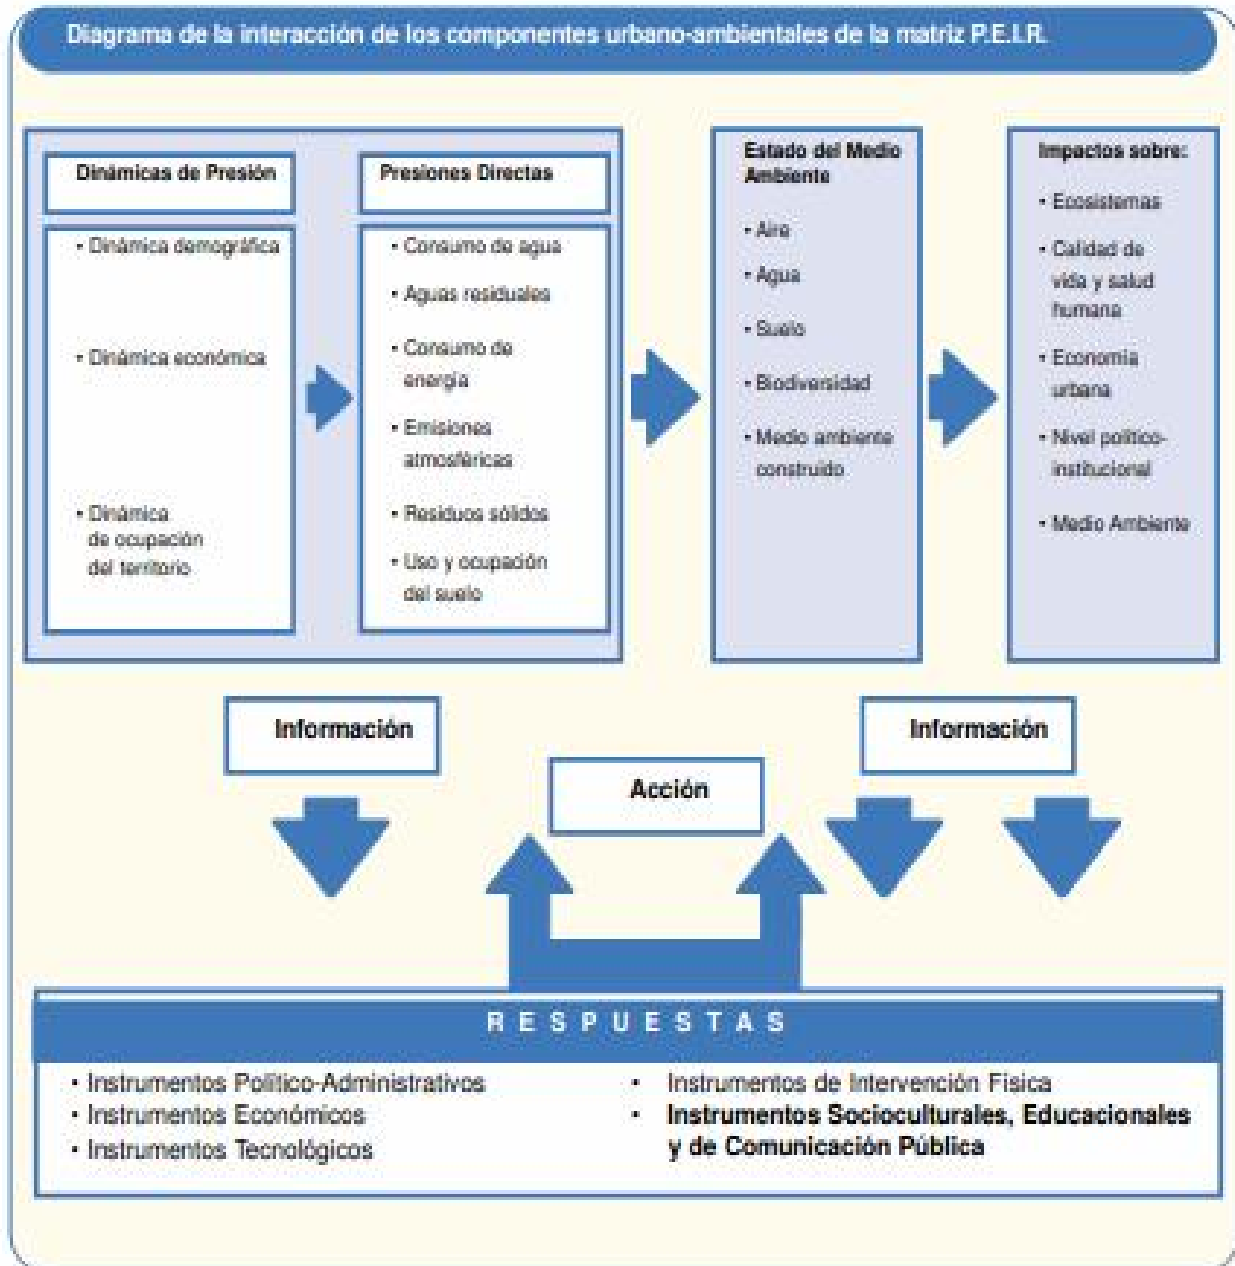 Diagrama de la interacción de los componentes urbano-ambientales de la matriz P.E.I.R.
Dinámicas de Presión
• Dinámica demográfica
• Dinámica económica
• Dinámica
de ocupación
del territorio
Presiones Directas
• Consumo de agua
• Aguas residuales
• Consumo de
energía
• Emisiones
atmosféricas
• Residuos sólidos
• Uso y ocupación
del suelo
Estado del Medio
Ambiente
• Aire
• Agua
• Suelo
• Biodiversidad
• Medio ambiente
construido
Impactos sobre:
• Ecosistemas
• Calidad de
vida y salud
humana
• Economía
urbana
• Nivel político-
institucional
• Medio Ambiente
Información
Información
Acción
RESPUESTAS
• Instrumentos Político-Administrativos
• Instrumentos Económicos
• Instrumentos Tecnológicos
• Instrumentos de Intervención Física
• Instrumentos Socioculturales, Educacionales
y de Comunicación Pública